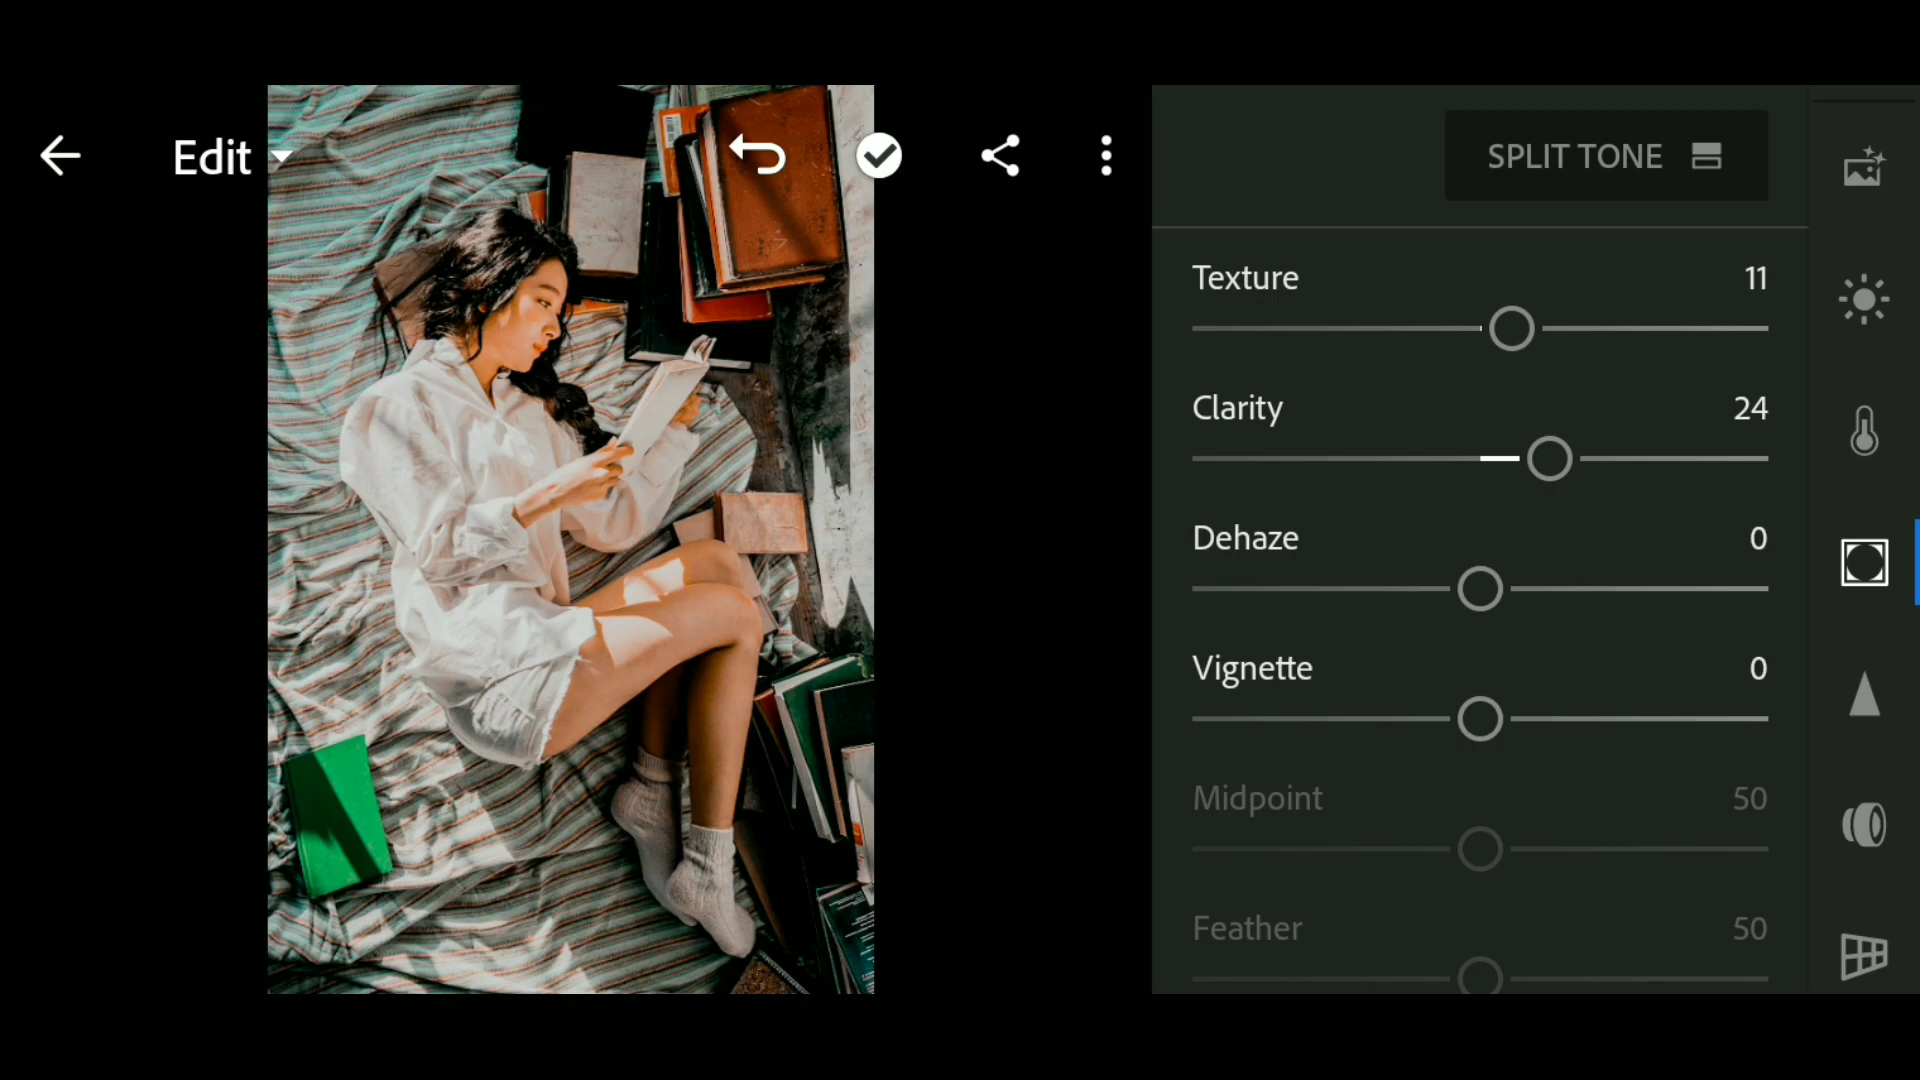 Edit
SPLIT TONE
Texture 11
Clarity 24
Dehaze 0
Vignette 0
Midpoint 50
Feather 50